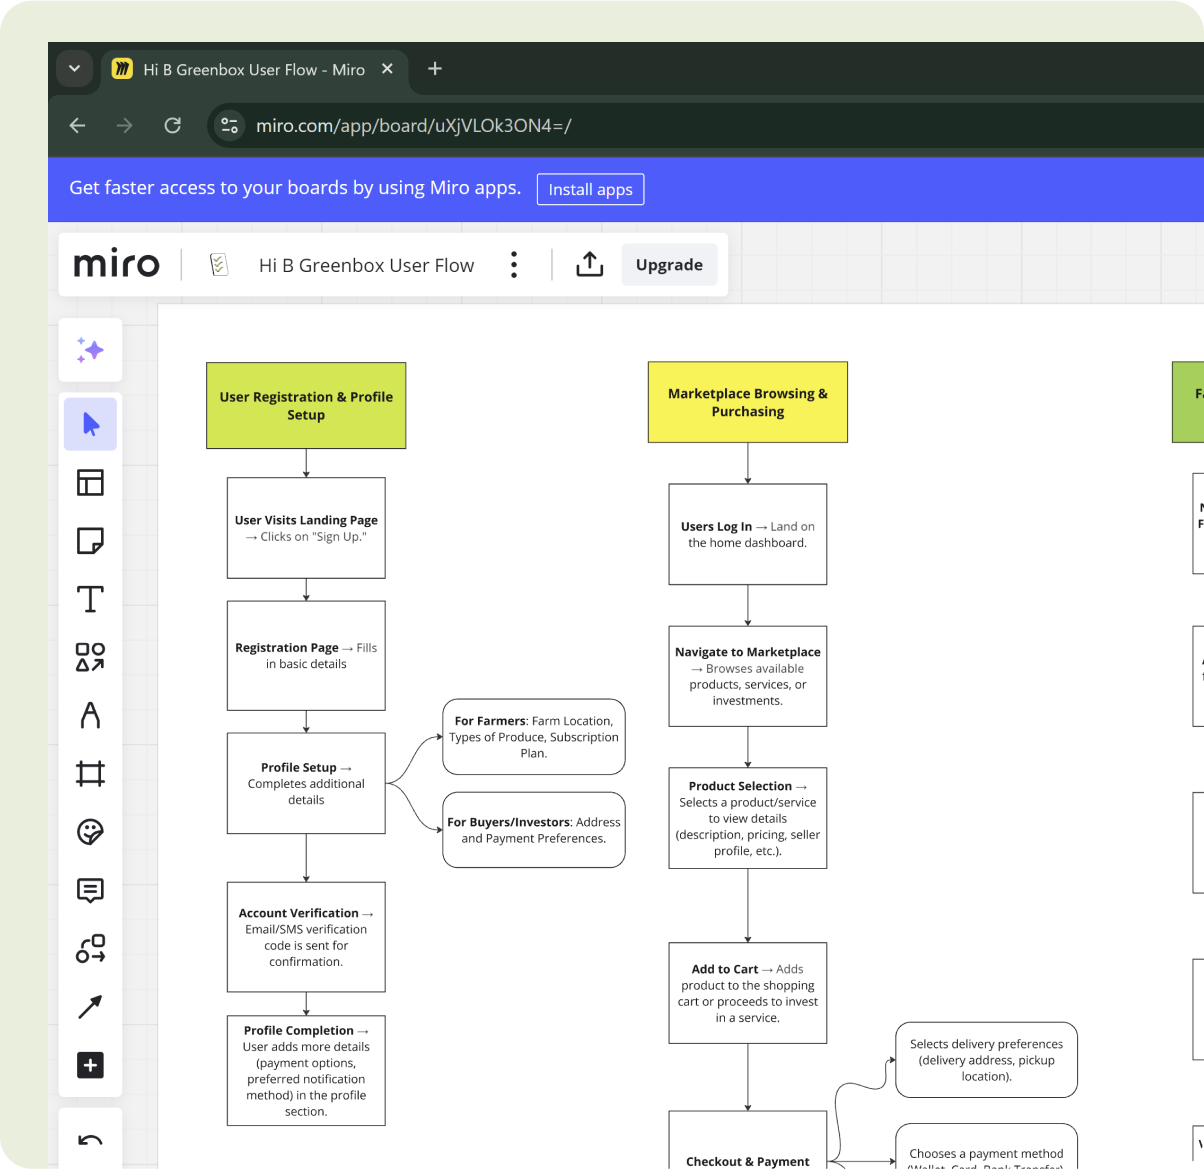 Hi B Greenbox User Flow - Miro
miro.com/app/board/uXjVLOk3ON4=/
Get faster access to your boards by using Miro apps.
Install apps
miro
Hi B Greenbox User Flow
Upgrade
User Registration & Profile
Setup
User Visits Landing Page
→ Clicks on "Sign Up."
Registration Page → Fills
in basic details
Profile Setup →
Completes additional
details
For Farmers: Farm Location,
Types of Produce, Subscription
Plan.
For Buyers/Investors: Address
and Payment Preferences.
Account Verification →
Email/SMS verification
code is sent for
confirmation.
Profile Completion →
User adds more details
(payment options,
preferred notification
method) in the profile
section.
Marketplace Browsing &
Purchasing
Users Log In → Land on
the home dashboard.
Navigate to Marketplace
→ Browses available
products, services, or
investments.
Product Selection →
Selects a product/service
to view details
(description, pricing, seller
profile, etc.).
Add to Cart → Adds
product to the shopping
cart or proceeds to invest
in a service.
Checkout & Payment
Selects delivery preferences
(delivery address, pickup
location).
Chooses a payment method
(Wallet, Card, Bank Transfer)